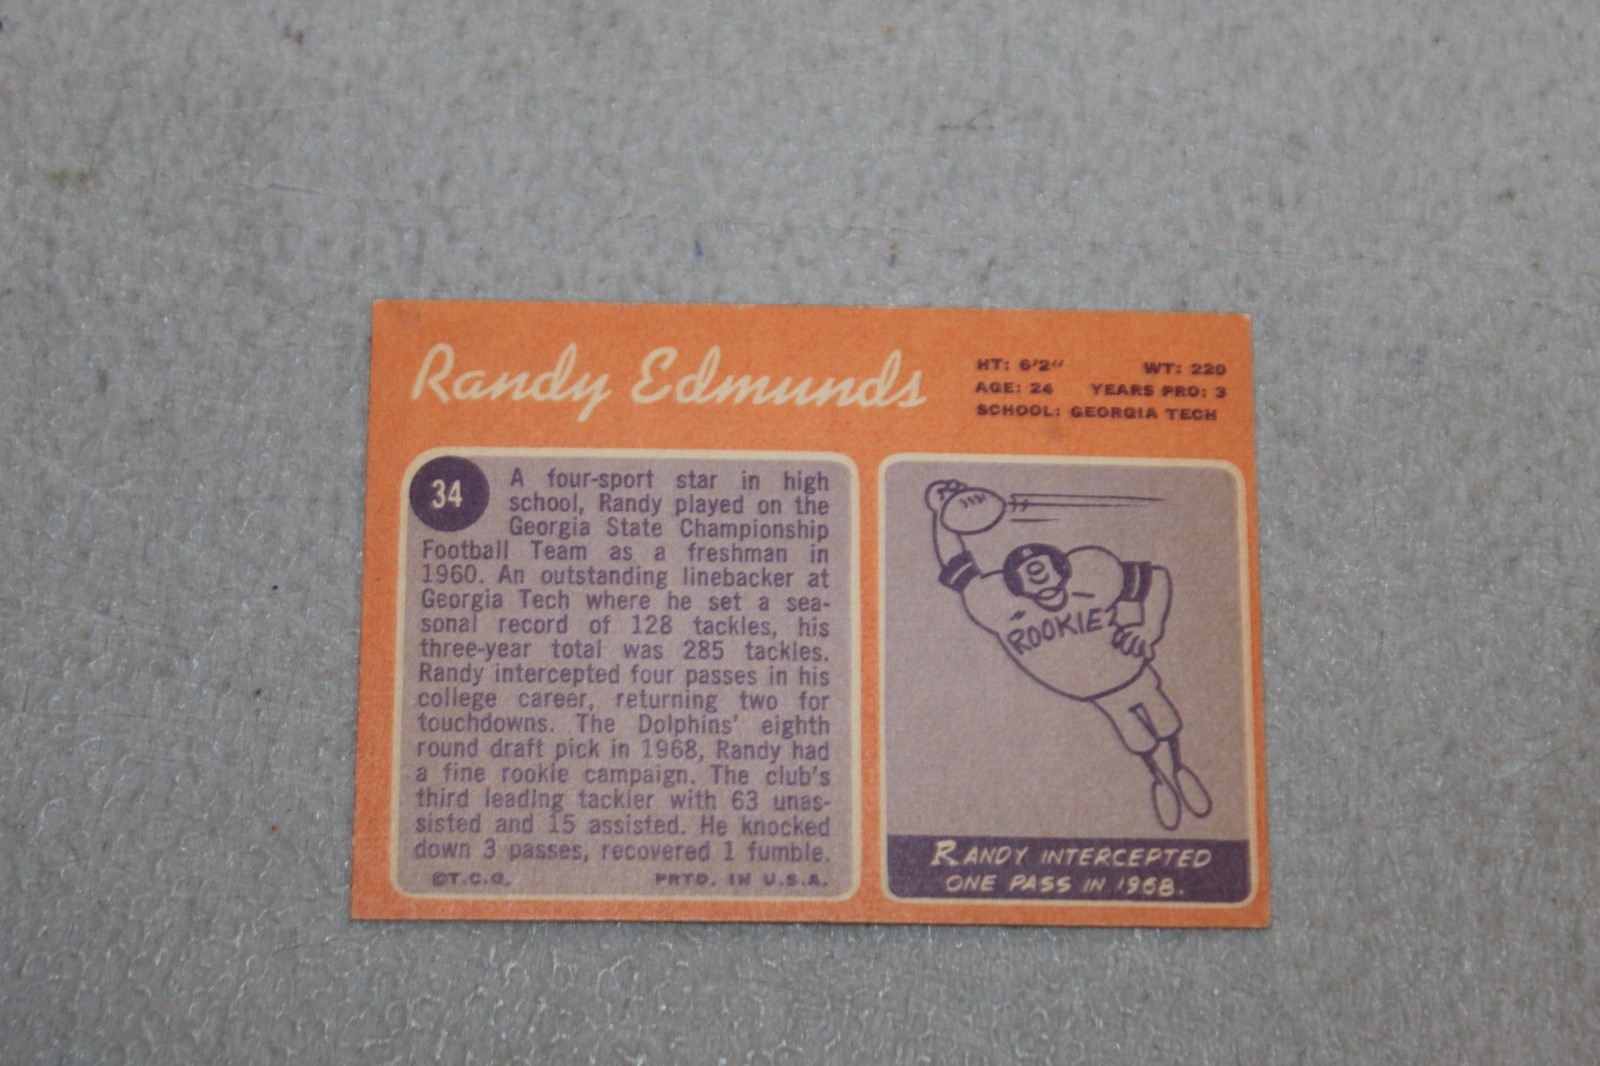 Randy Edmunds
HT: 6'2" WT: 220
AGE: 24 YEARS PRO: 3
SCHOOL: GEORGIA TECH
34
A four-sport star in high
school, Randy played on the
Georgia State Championship
Football Team as a freshman in
1960. An outstanding linebacker at
Georgia Tech where he set a sea-
sonal record of 128 tackles, his
three-year total was 285 tackles.
Randy intercepted four passes in his
college career, returning two for
touchdowns. The Dolphins' eighth
round draft pick in 1968, Randy had
a fine rookie campaign. The club's
third leading tackler with 63 unas-
sisted and 15 assisted. He knocked
down 3 passes, recovered 1 fumble.
©T.C.G. PRTD. IN U.S.A.
ROOKIE
RANDY INTERCEPTED
ONE PASS IN 1968.